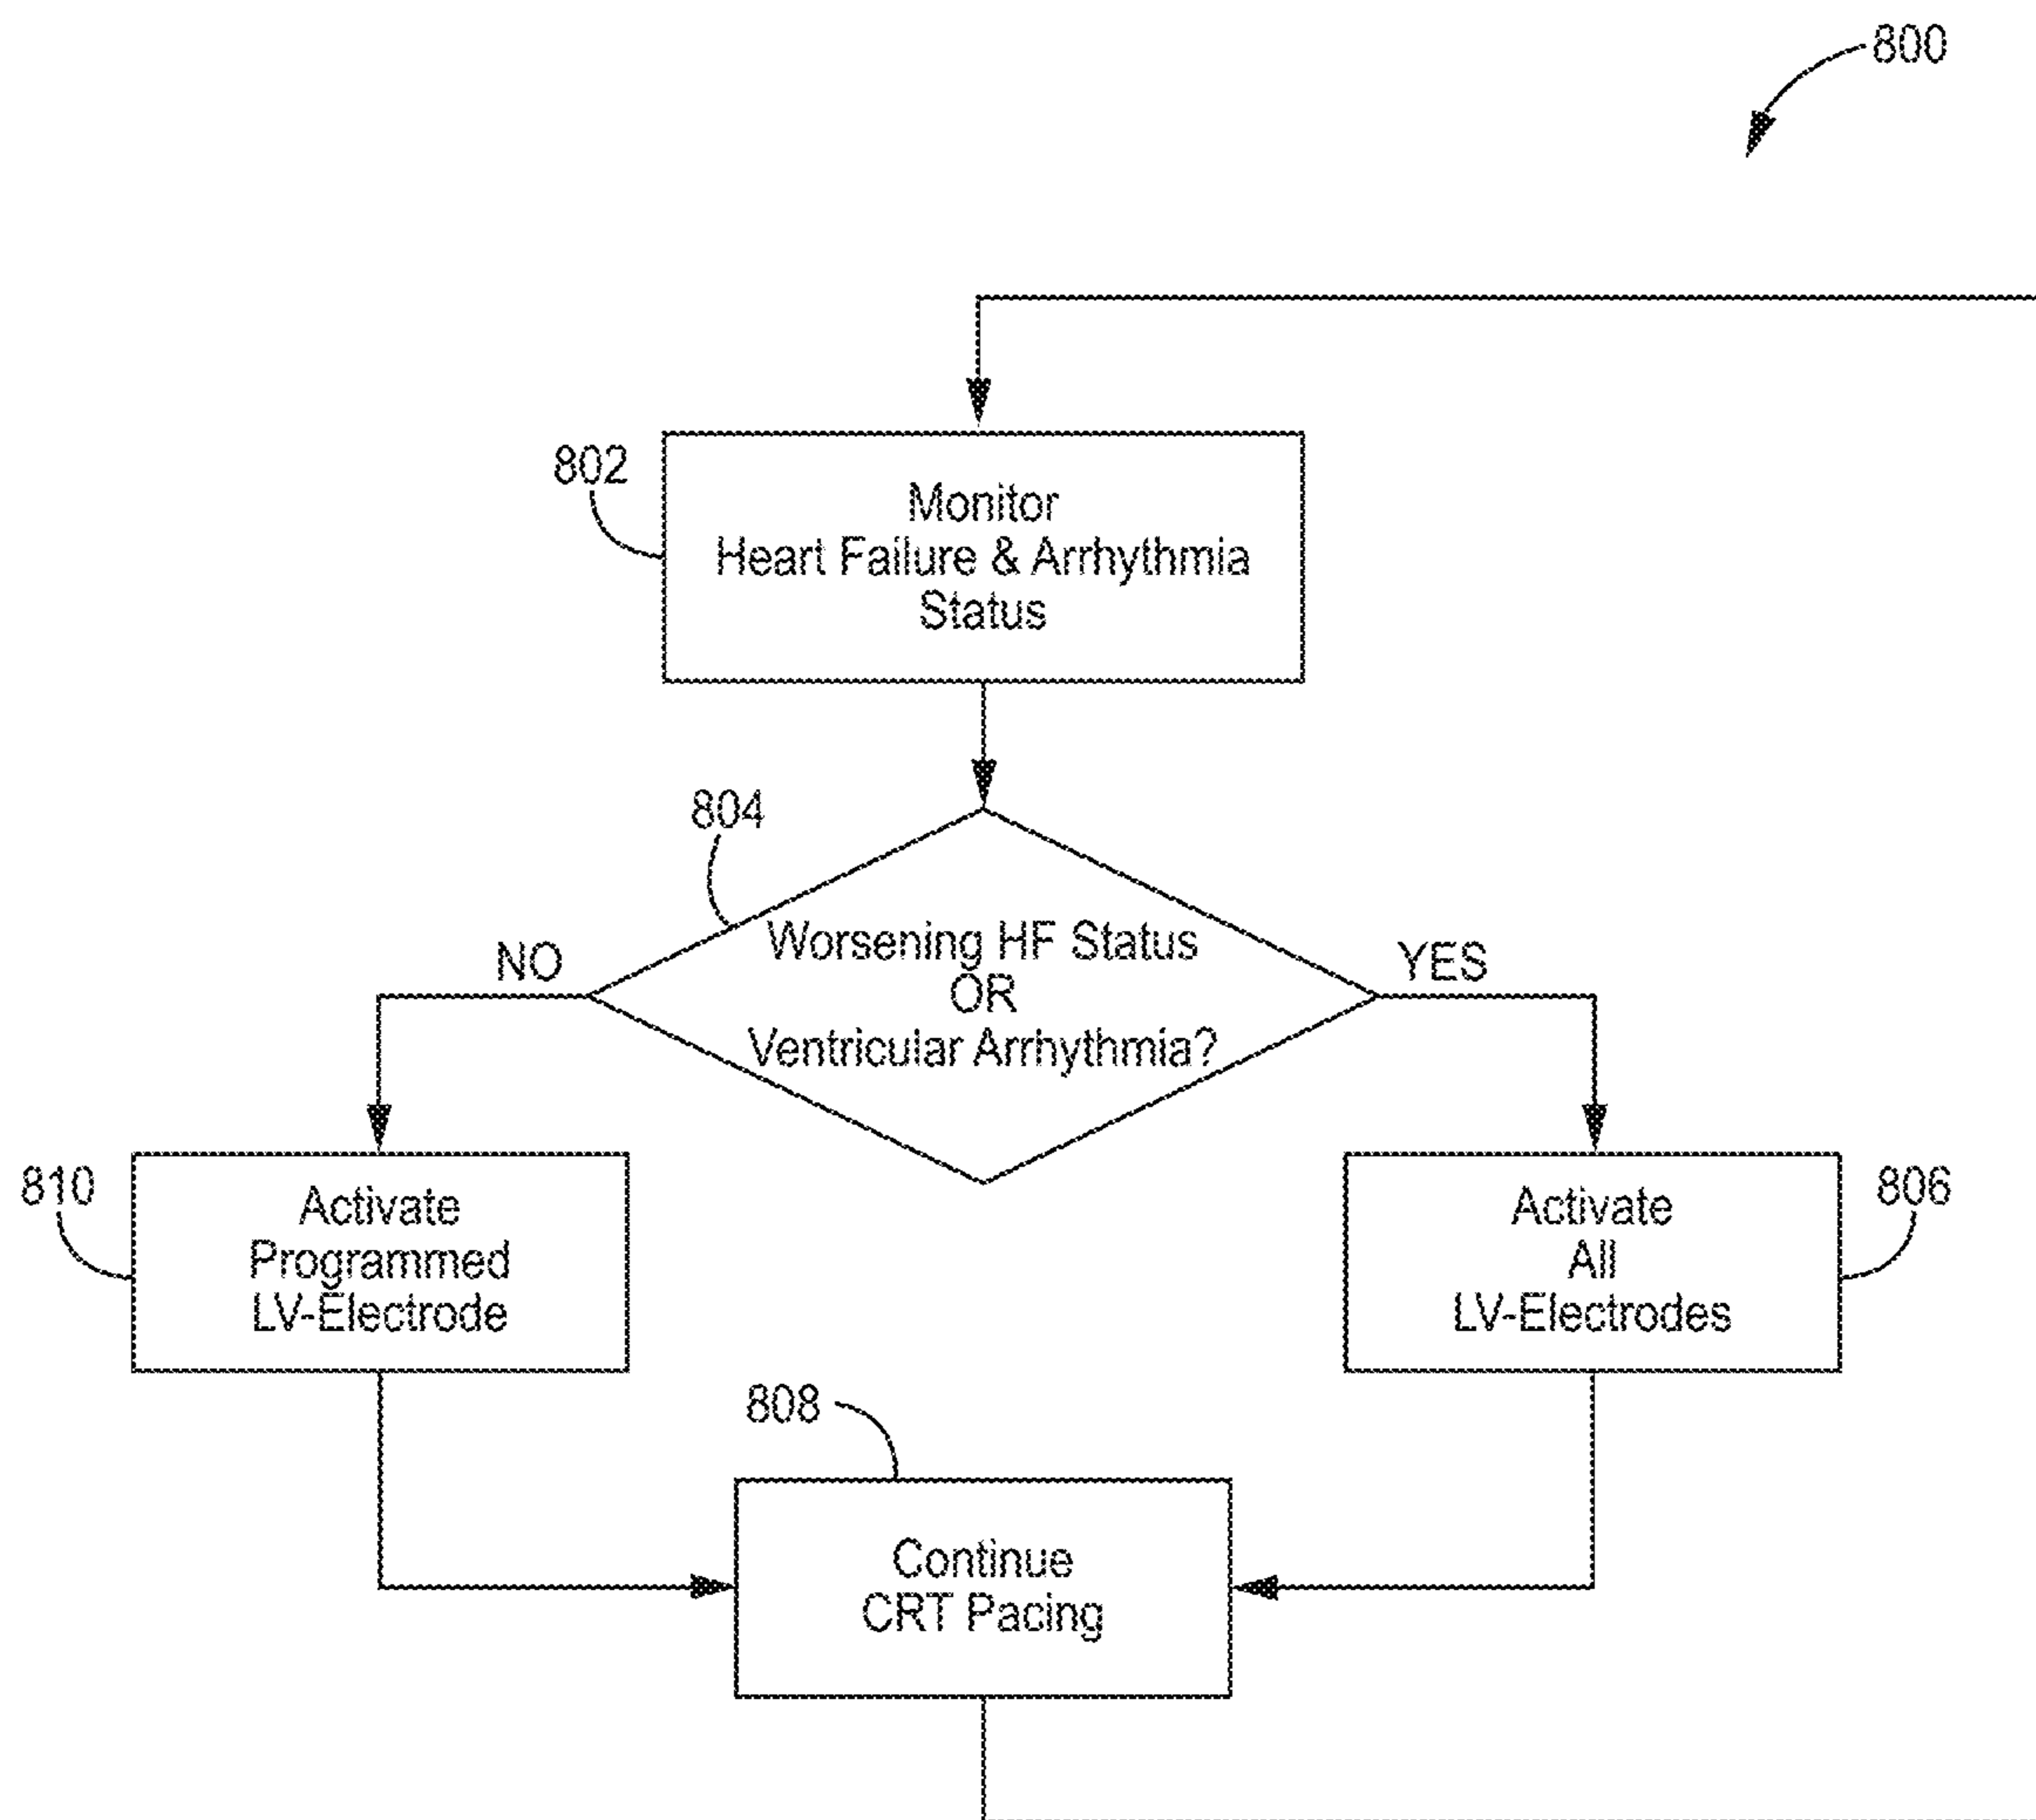 800
802
Monitor
Heart Failure & Arrhythmia
Status
804
Worsening HF Status
OR
Ventricular Arrhythmia?
NO
YES
810
Activate
Programmed
LV-Electrode
Activate
All
LV-Electrodes
806
808
Continue
CRT Pacing